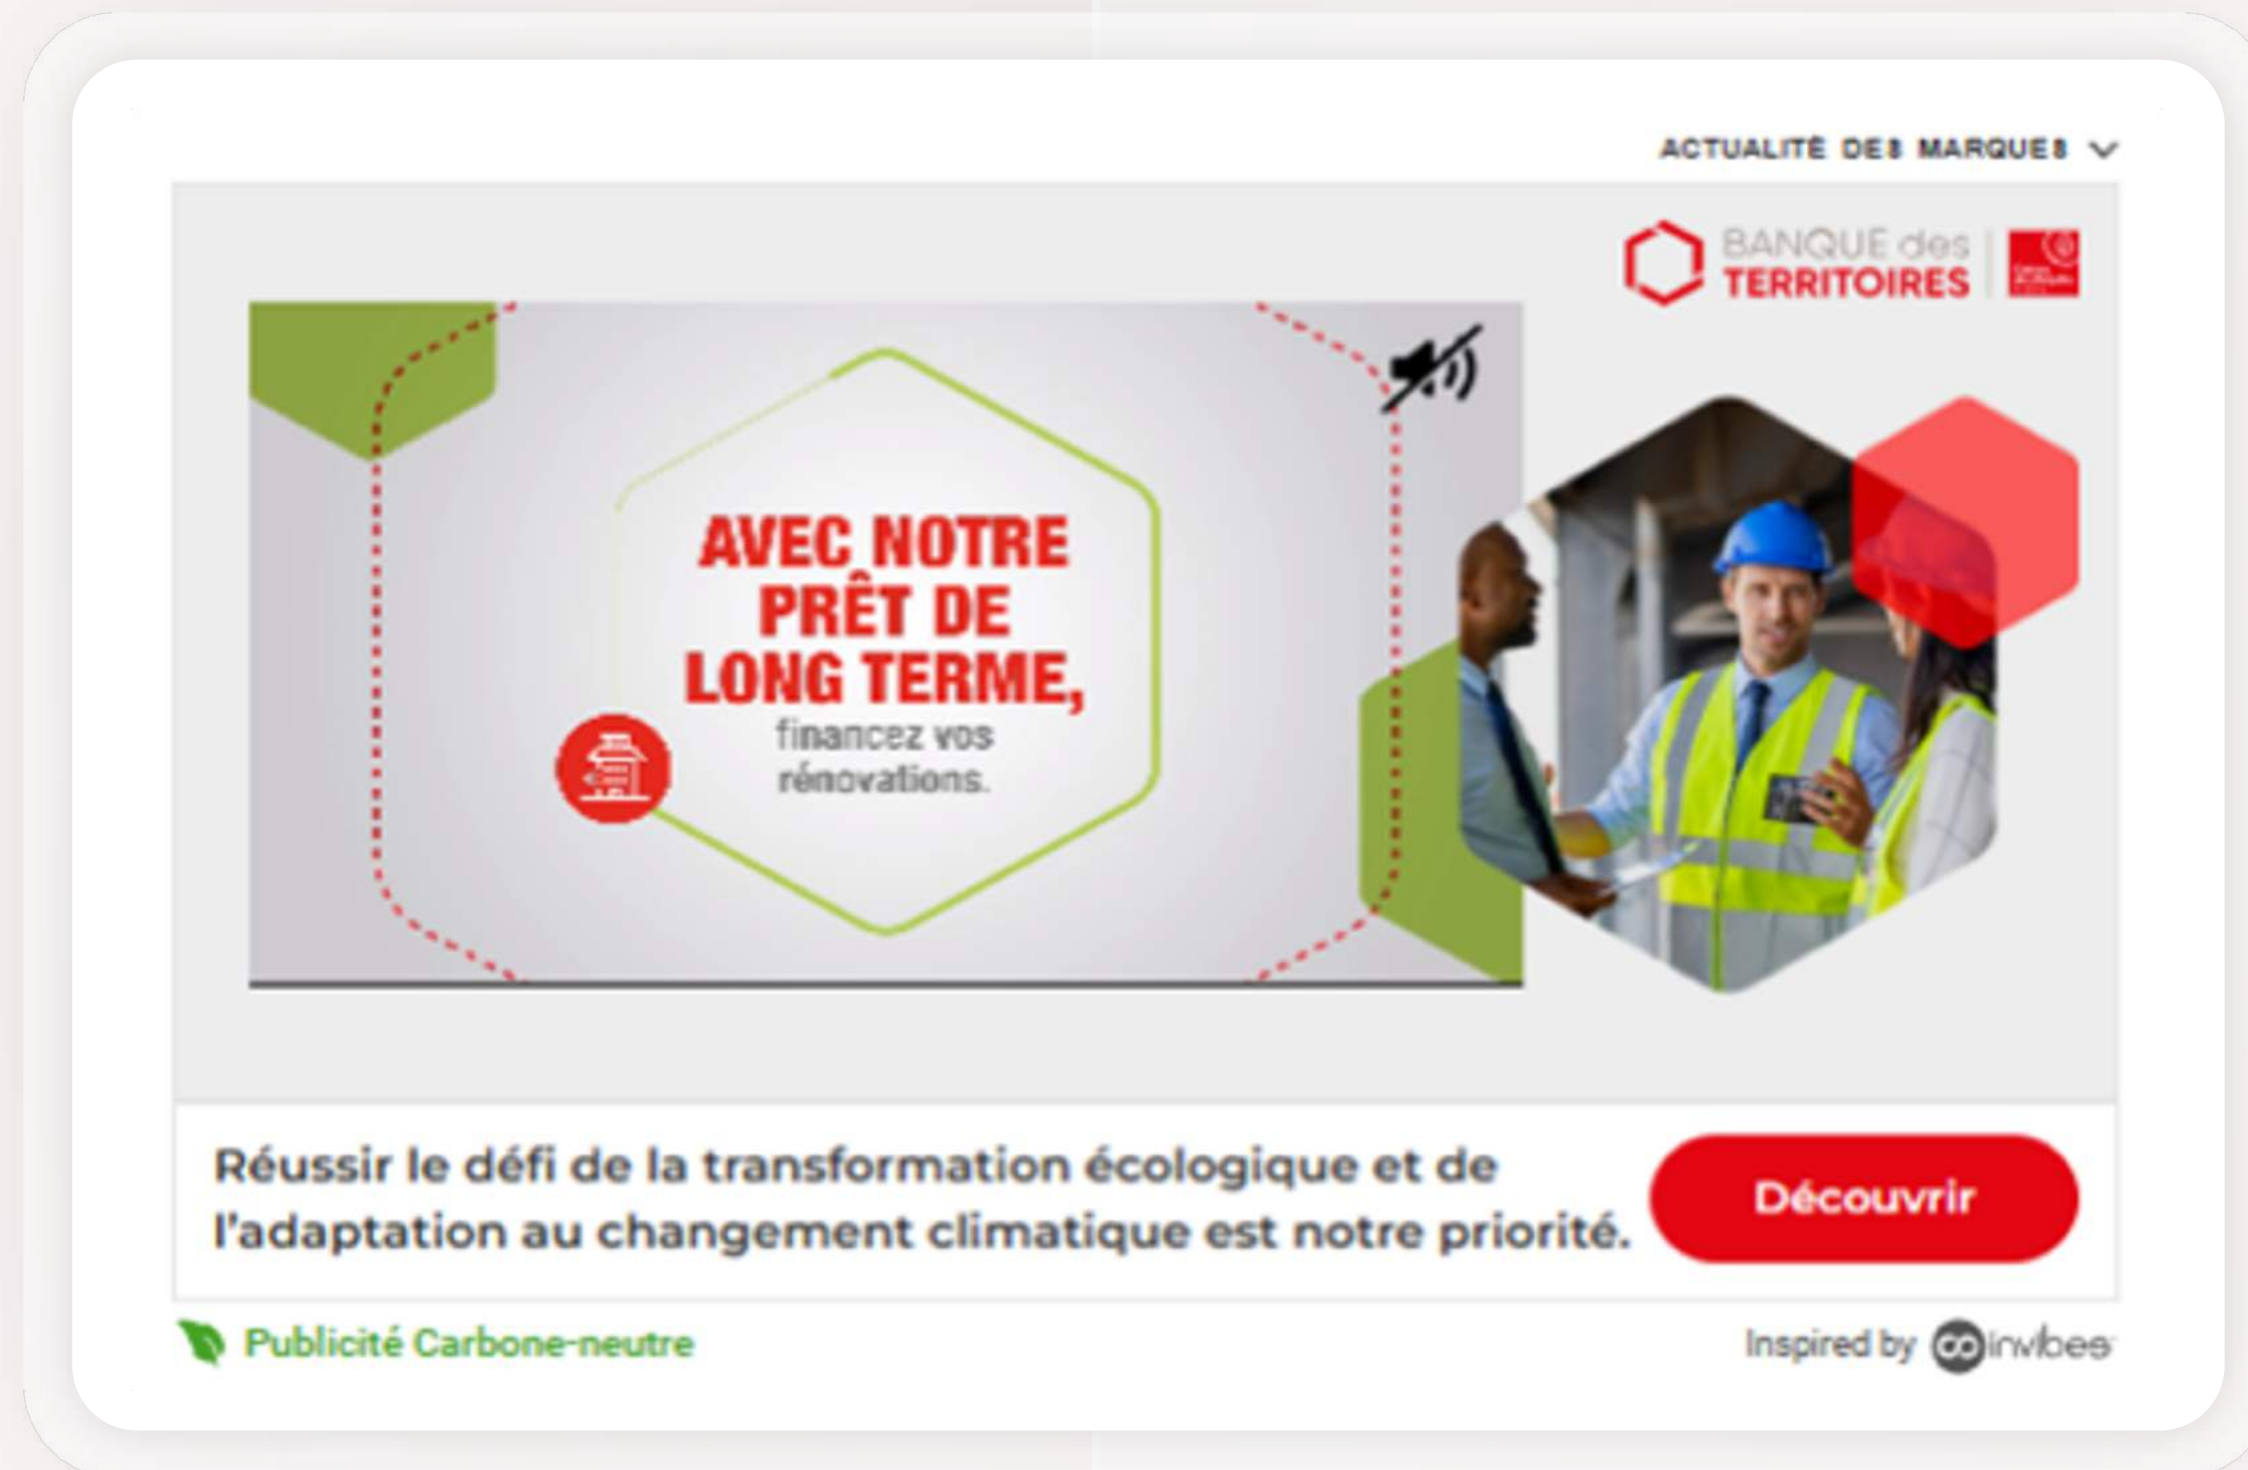 ACTUALITÉ DES MARQUES
BANQUE des
TERRITOIRES
AVEC NOTRE
PRÊT DE
LONG TERME,
financez vos
rénovations.
Réussir le défi de la transformation écologique et de
l'adaptation au changement climatique est notre priorité.
Découvrir
Publicité Carbone-neutre
Inspired by invibes